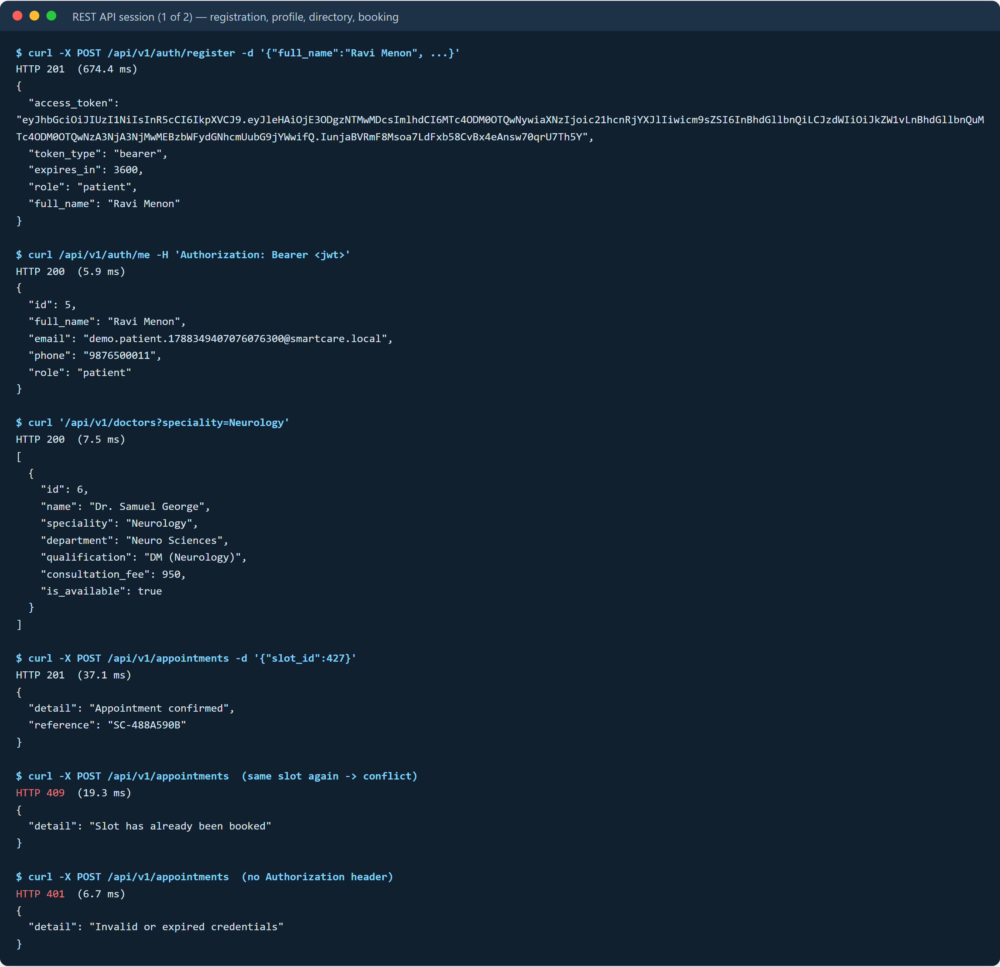 REST API session (1 of 2) — registration, profile, directory, booking
$ curl -X POST /api/v1/auth/register -d '{"full_name":"Ravi Menon", ...}'
HTTP 201  (674.4 ms)
{
  "access_token":
"eyJhbGciOiJIUzI1NiIsInR5cCI6IkpXVCJ9.eyJleHAiOjE3ODgzNTMwMDcsImlhdCI6MTc4ODM0OTQwNywiaXNzIjoic21hcnRjYXJlIiwicm9sZSI6InBhdGllbnQiLCJzdWIiOiJkZW1vLnBhdGllbnQuM
Tc4ODM0OTQwNzA3NjA3NjMwMEBzbWFydGNhcmUubG9jYWwifQ.IunjaBVRmF8Msoa7LdFxb58CvBx4eAnsw70qrU7Th5Y",
  "token_type": "bearer",
  "expires_in": 3600,
  "role": "patient",
  "full_name": "Ravi Menon"
}
$ curl /api/v1/auth/me -H 'Authorization: Bearer <jwt>'
HTTP 200  (5.9 ms)
{
  "id": 5,
  "full_name": "Ravi Menon",
  "email": "demo.patient.1788349407076076300@smartcare.local",
  "phone": "9876500011",
  "role": "patient"
}
$ curl '/api/v1/doctors?speciality=Neurology'
HTTP 200  (7.5 ms)
[
  {
    "id": 6,
    "name": "Dr. Samuel George",
    "speciality": "Neurology",
    "department": "Neuro Sciences",
    "qualification": "DM (Neurology)",
    "consultation_fee": 950,
    "is_available": true
  }
]
$ curl -X POST /api/v1/appointments -d '{"slot_id":427}'
HTTP 201  (37.1 ms)
{
  "detail": "Appointment confirmed",
  "reference": "SC-488A590B"
}
$ curl -X POST /api/v1/appointments  (same slot again -> conflict)
HTTP 409  (19.3 ms)
{
  "detail": "Slot has already been booked"
}
$ curl -X POST /api/v1/appointments  (no Authorization header)
HTTP 401  (6.7 ms)
{
  "detail": "Invalid or expired credentials"
}